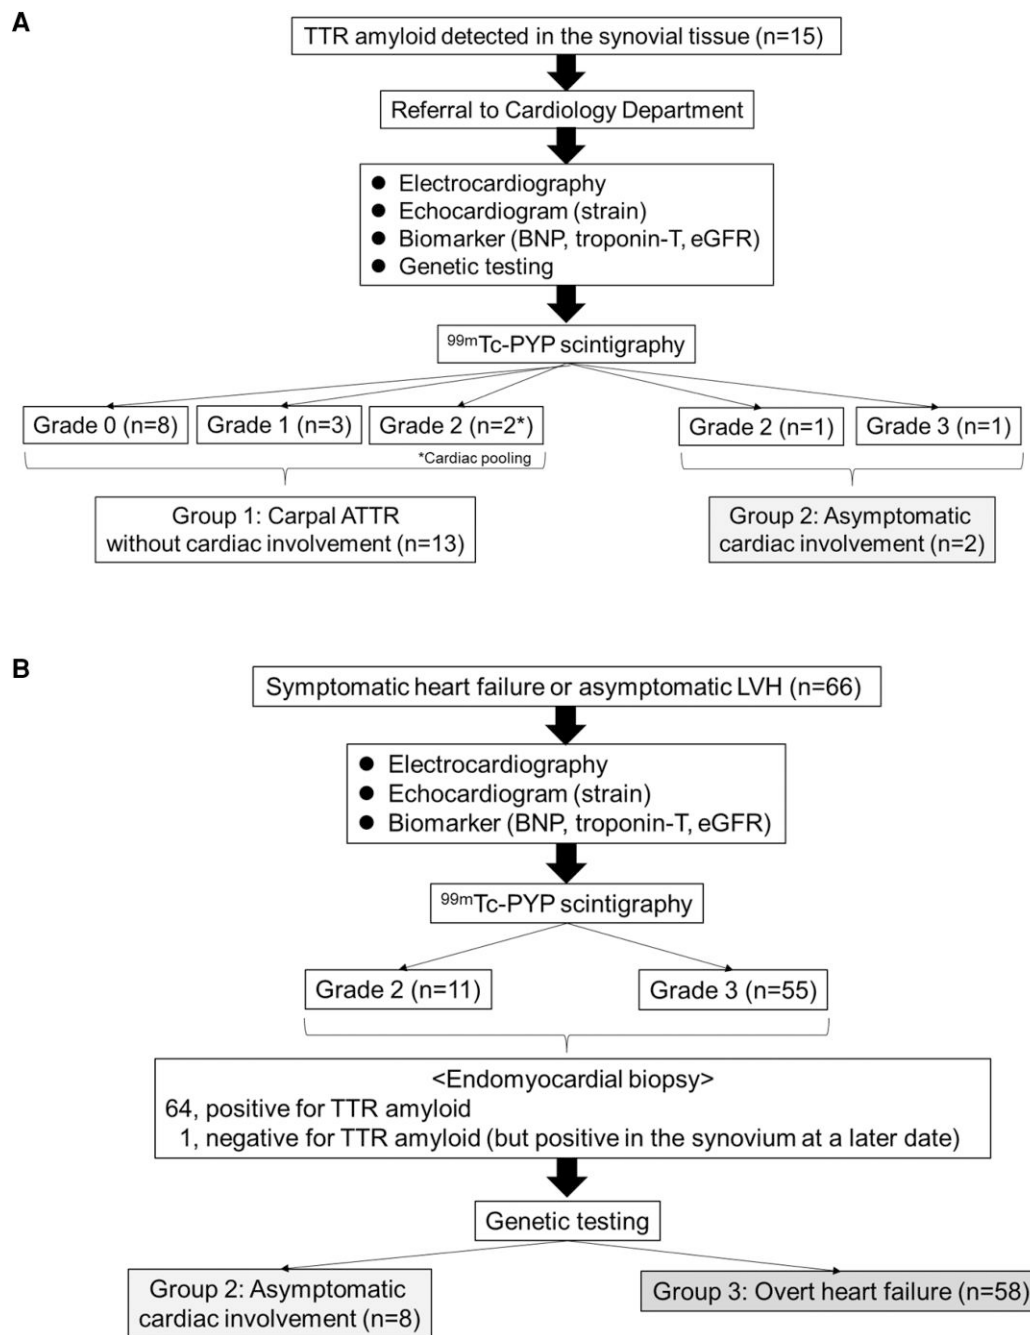 A
TTR amyloid detected in the synovial tissue (n=15)
Referral to Cardiology Department
● Electrocardiography
● Echocardiogram (strain)
● Biomarker (BNP, troponin-T, eGFR)
● Genetic testing
99mTc-PYP scintigraphy
Grade 0 (n=8)
Grade 1 (n=3)
Grade 2 (n=2*)
Grade 2 (n=1)
Grade 3 (n=1)
*Cardiac pooling
Group 1: Carpal ATTR
without cardiac involvement (n=13)
Group 2: Asymptomatic
cardiac involvement (n=2)
B
Symptomatic heart failure or asymptomatic LVH (n=66)
● Electrocardiography
● Echocardiogram (strain)
● Biomarker (BNP, troponin-T, eGFR)
99mTc-PYP scintigraphy
Grade 2 (n=11)
Grade 3 (n=55)
<Endomyocardial biopsy>
64, positive for TTR amyloid
1, negative for TTR amyloid (but positive in the synovium at a later date)
Genetic testing
Group 2: Asymptomatic
cardiac involvement (n=8)
Group 3: Overt heart failure (n=58)